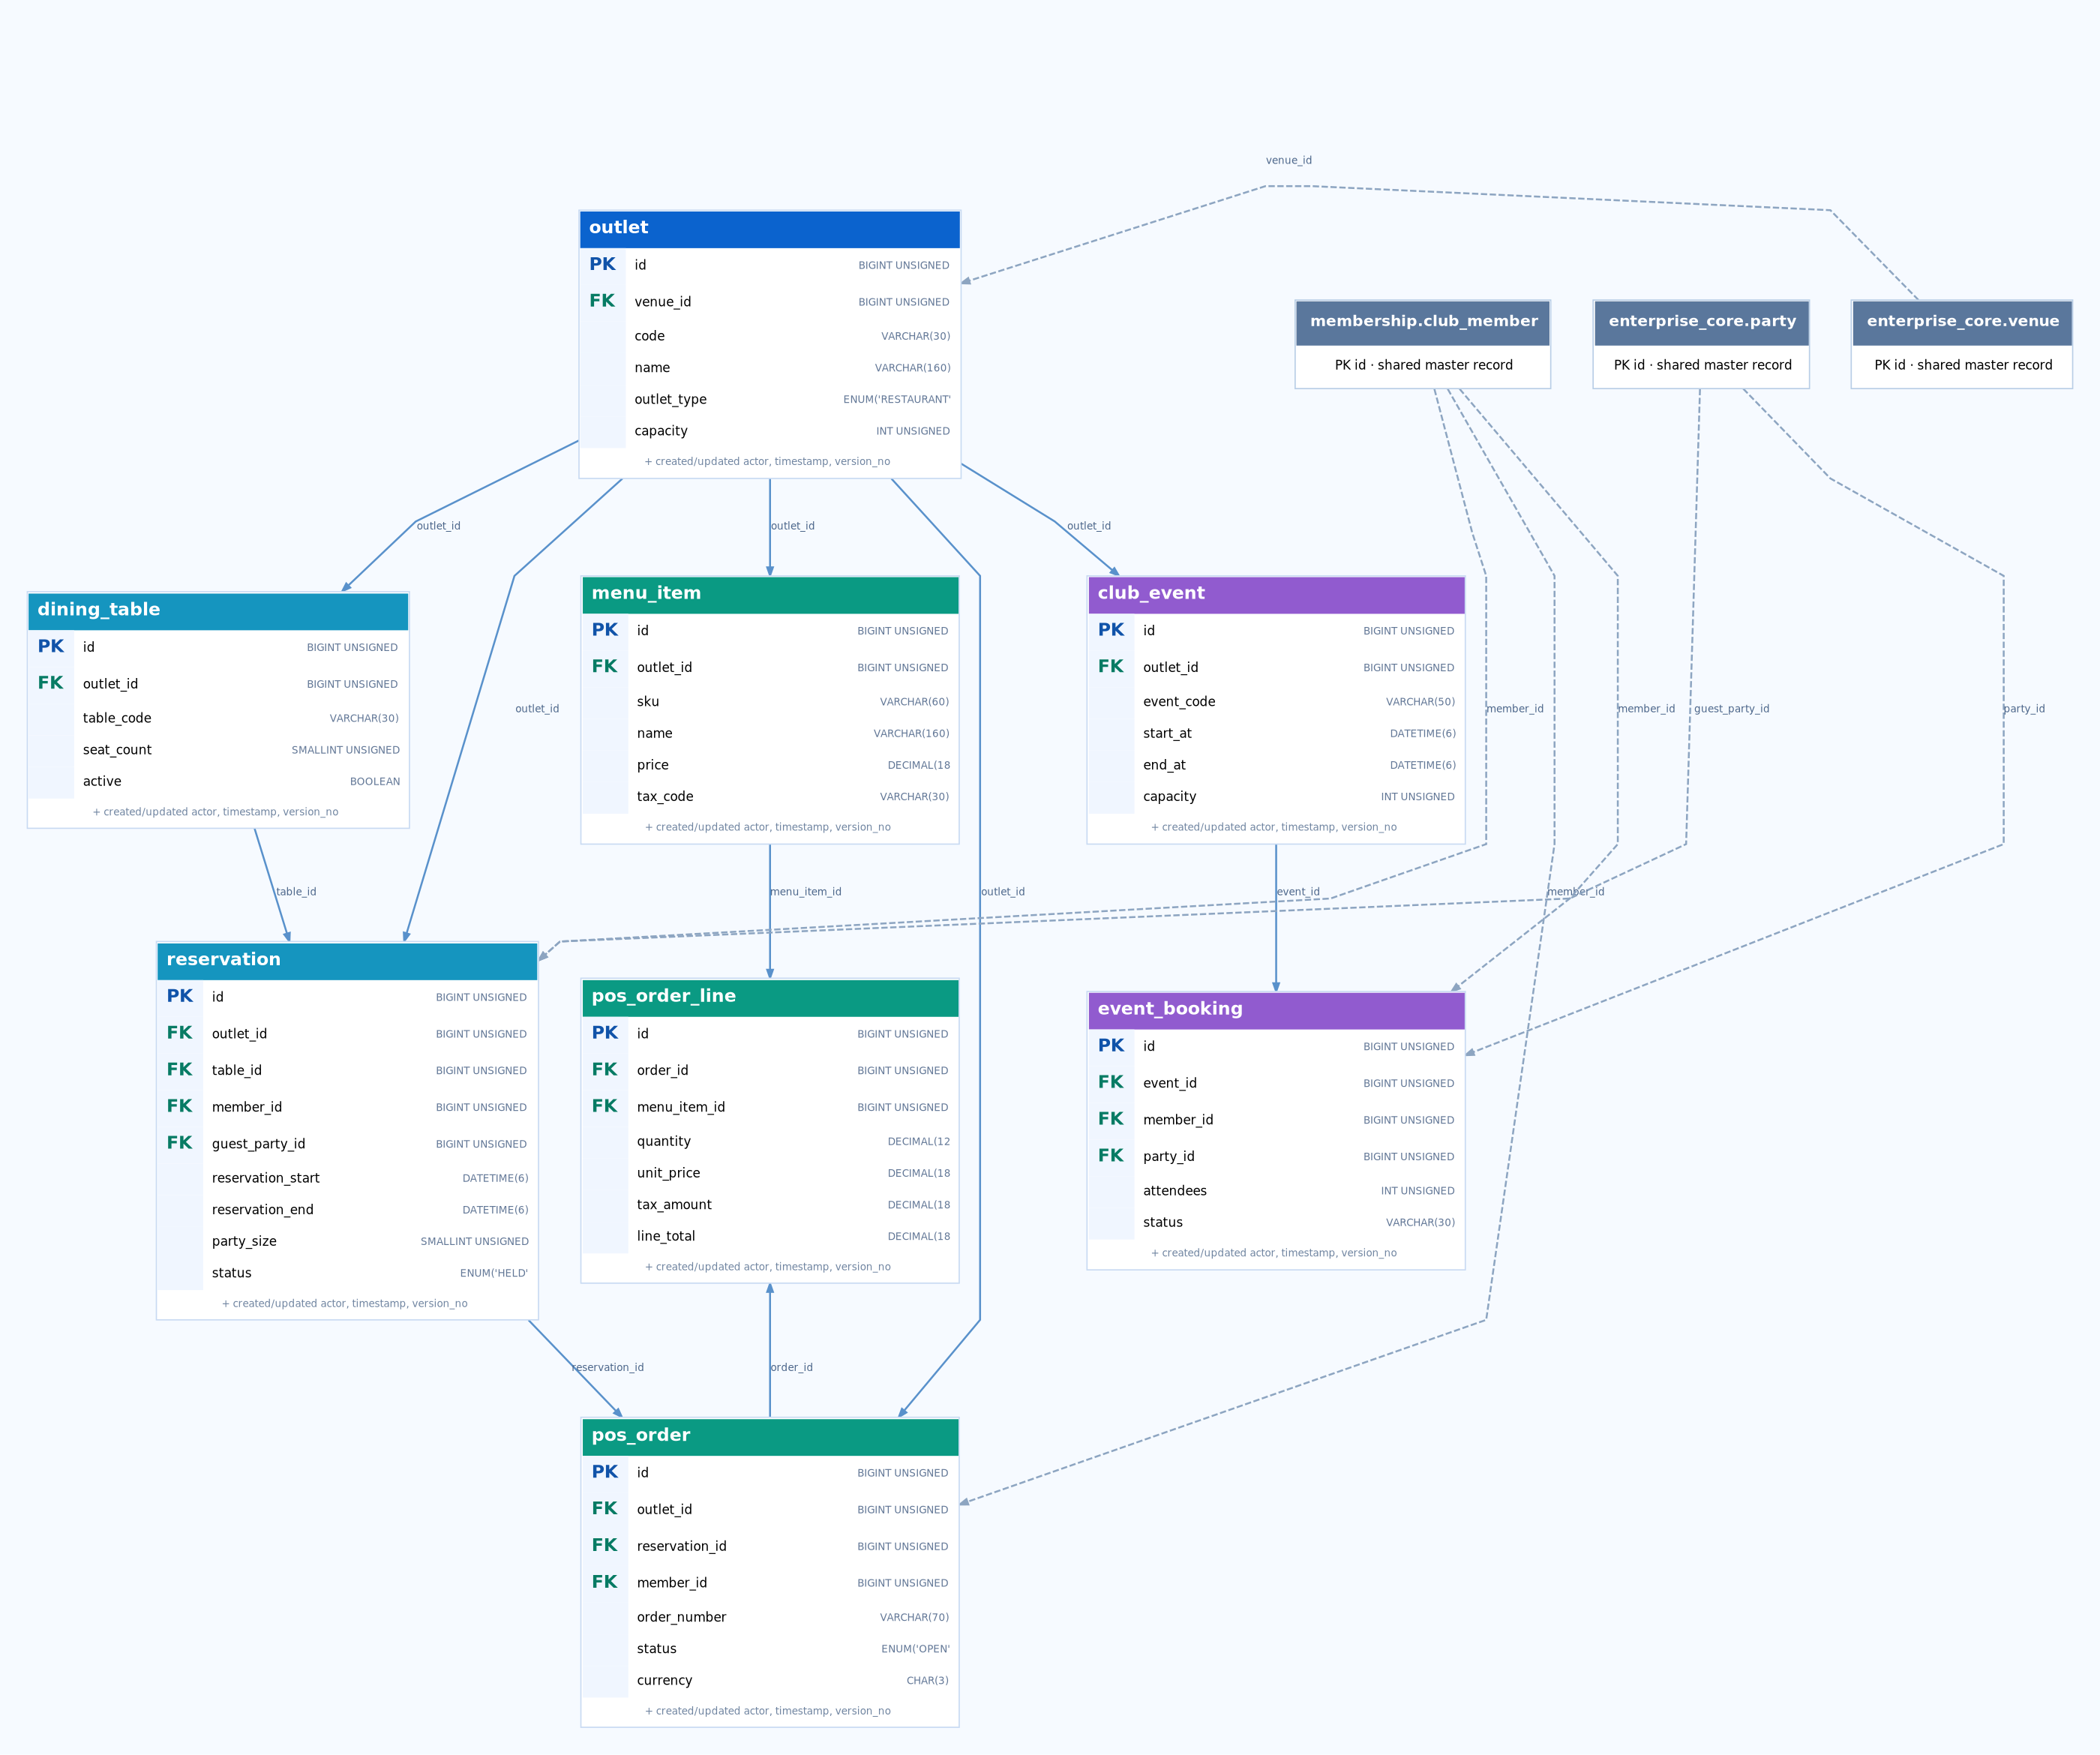 venue_id
outlet
PK id BIGINT UNSIGNED
FK venue_id BIGINT UNSIGNED
code VARCHAR(30)
name VARCHAR(160)
outlet_type ENUM('RESTAURANT'
capacity INT UNSIGNED
+ created/updated actor, timestamp, version_no
membership.club_member
PK id · shared master record
enterprise_core.party
PK id · shared master record
enterprise_core.venue
PK id · shared master record
outlet_id
outlet_id
outlet_id
dining_table
PK id BIGINT UNSIGNED
FK outlet_id BIGINT UNSIGNED
table_code VARCHAR(30)
seat_count SMALLINT UNSIGNED
active BOOLEAN
+ created/updated actor, timestamp, version_no
outlet_id
menu_item
PK id BIGINT UNSIGNED
FK outlet_id BIGINT UNSIGNED
sku VARCHAR(60)
name VARCHAR(160)
price DECIMAL(18
tax_code VARCHAR(30)
+ created/updated actor, timestamp, version_no
club_event
PK id BIGINT UNSIGNED
FK outlet_id BIGINT UNSIGNED
event_code VARCHAR(50)
start_at DATETIME(6)
end_at DATETIME(6)
capacity INT UNSIGNED
+ created/updated actor, timestamp, version_no
member_id
member_id
guest_party_id
party_id
table_id
menu_item_id
outlet_id
event_id
member_id
reservation
PK id BIGINT UNSIGNED
FK outlet_id BIGINT UNSIGNED
FK table_id BIGINT UNSIGNED
FK member_id BIGINT UNSIGNED
FK guest_party_id BIGINT UNSIGNED
reservation_start DATETIME(6)
reservation_end DATETIME(6)
party_size SMALLINT UNSIGNED
status ENUM('HELD'
+ created/updated actor, timestamp, version_no
pos_order_line
PK id BIGINT UNSIGNED
FK order_id BIGINT UNSIGNED
FK menu_item_id BIGINT UNSIGNED
quantity DECIMAL(12
unit_price DECIMAL(18
tax_amount DECIMAL(18
line_total DECIMAL(18
+ created/updated actor, timestamp, version_no
event_booking
PK id BIGINT UNSIGNED
FK event_id BIGINT UNSIGNED
FK member_id BIGINT UNSIGNED
FK party_id BIGINT UNSIGNED
attendees INT UNSIGNED
status VARCHAR(30)
+ created/updated actor, timestamp, version_no
reservation_id
order_id
pos_order
PK id BIGINT UNSIGNED
FK outlet_id BIGINT UNSIGNED
FK reservation_id BIGINT UNSIGNED
FK member_id BIGINT UNSIGNED
order_number VARCHAR(70)
status ENUM('OPEN'
currency CHAR(3)
+ created/updated actor, timestamp, version_no